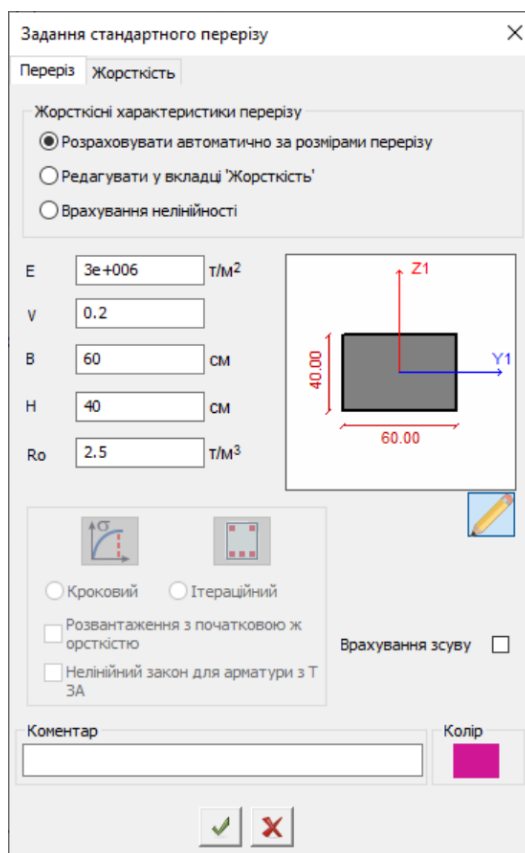 Задання стандартного перерізу
Переріз Жорсткість
Жорсткісні характеристики перерізу
Розраховувати автоматично за розмірами перерізу
Редагувати у вкладці 'Жорсткість'
Врахування нелінійності
E 3e+006 т/м2
V 0.2
B 60 см
H 40 см
Ro 2.5 т/м3
Z1
Y1
40.00
60.00
σ
Кроковий Ітераційний
Розвантаження з початковою ж
орсткістю
Нелінійний закон для арматури з Т
ЗА
Врахування зсуву
Коментар
Колір